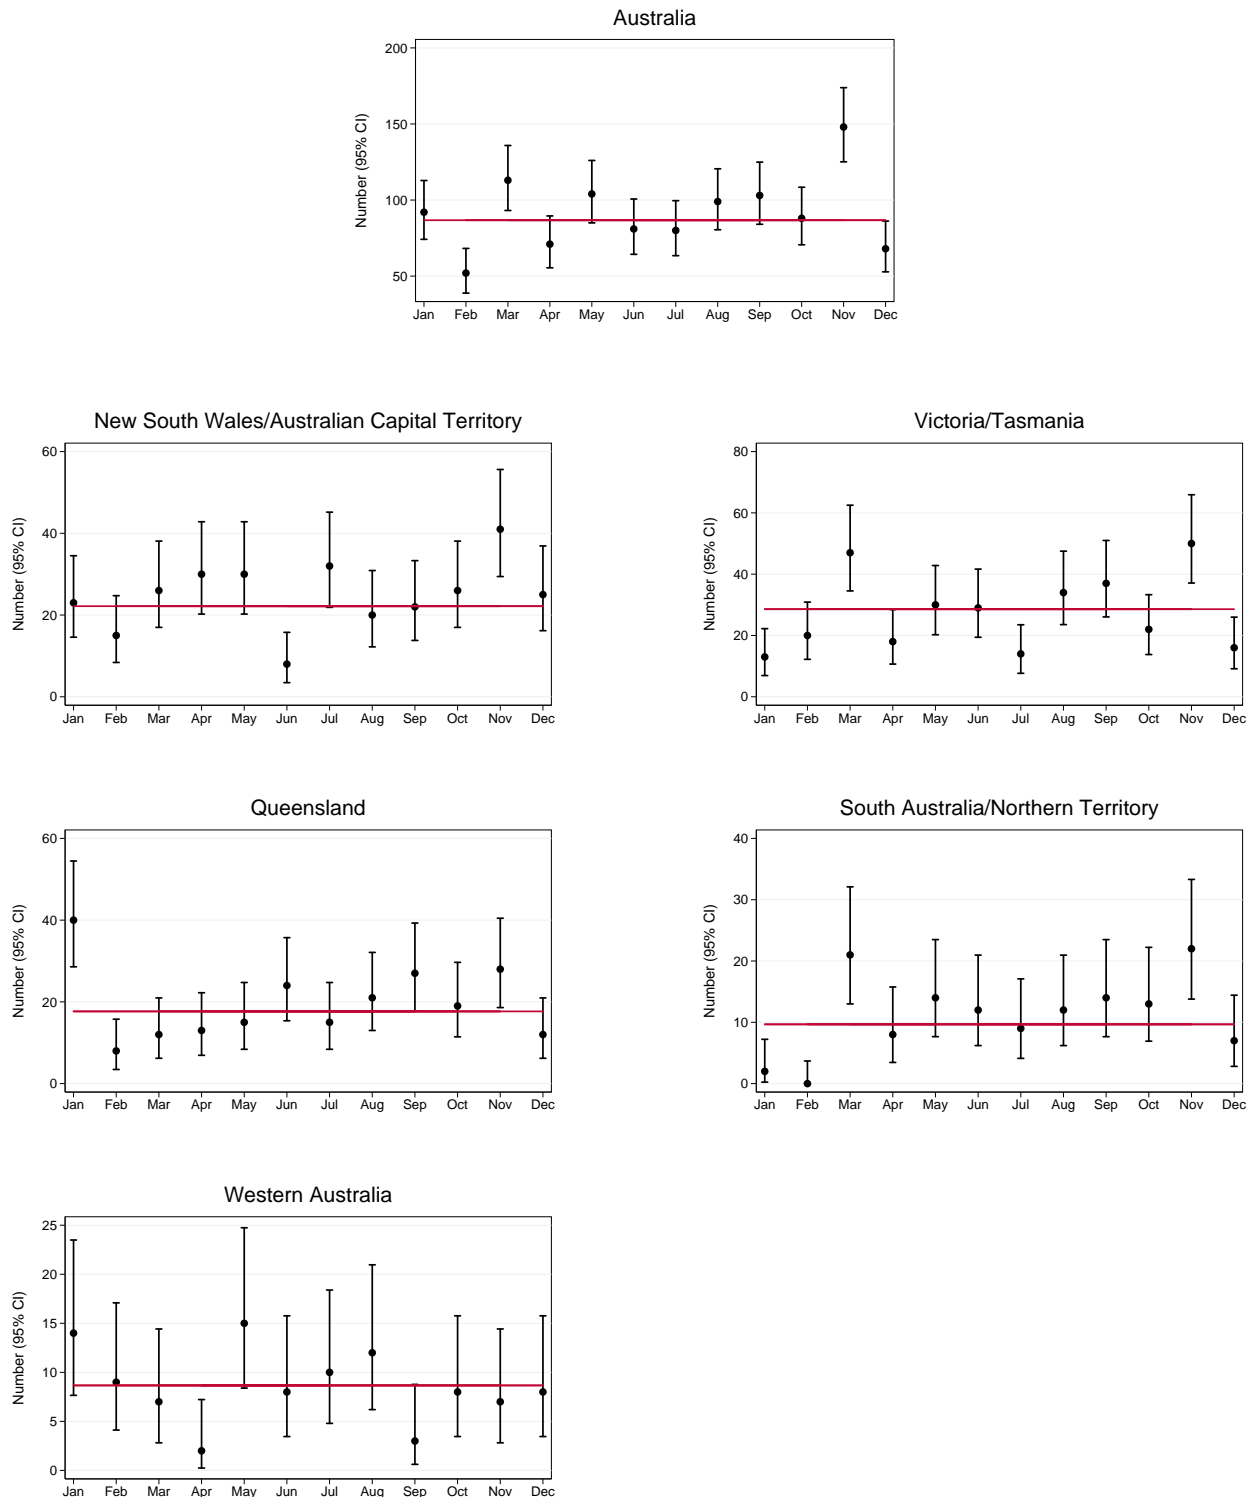 Australia
Number (95% CI)
200
150
100
50
Jan Feb Mar Apr May Jun Jul Aug Sep Oct Nov Dec
New South Wales/Australian Capital Territory
Number (95% CI)
60
40
20
0
Jan Feb Mar Apr May Jun Jul Aug Sep Oct Nov Dec
Victoria/Tasmania
Number (95% CI)
80
60
40
20
0
Jan Feb Mar Apr May Jun Jul Aug Sep Oct Nov Dec
Queensland
Number (95% CI)
60
40
20
0
Jan Feb Mar Apr May Jun Jul Aug Sep Oct Nov Dec
South Australia/Northern Territory
Number (95% CI)
40
30
20
10
0
Jan Feb Mar Apr May Jun Jul Aug Sep Oct Nov Dec
Western Australia
Number (95% CI)
25
20
15
10
5
0
Jan Feb Mar Apr May Jun Jul Aug Sep Oct Nov Dec